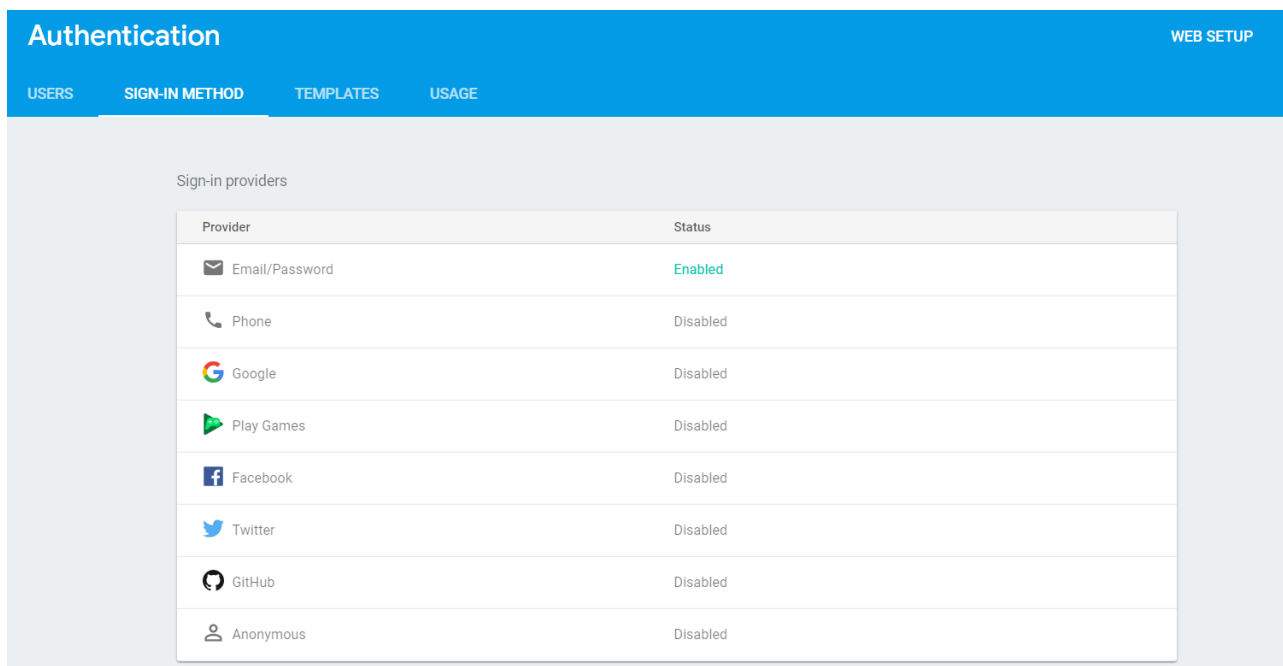 Authentication
WEB SETUP
USERS SIGN-IN METHOD TEMPLATES USAGE
Sign-in providers
Provider Status
Email/Password Enabled
Phone Disabled
Google Disabled
Play Games Disabled
Facebook Disabled
Twitter Disabled
GitHub Disabled
Anonymous Disabled